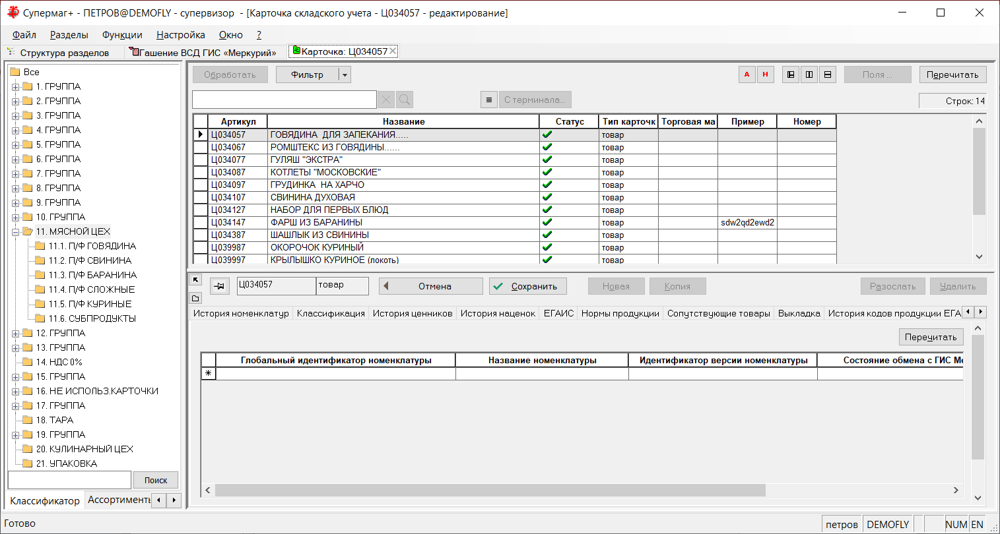 Супермаг+ - ПЕТРОВ@DEMOFLY - супервизор - [Карточка складского учета - Ц034057 - редактирование]
Файл Разделы Функции Настройка Окно ?
Структура разделов Гашение ВСД ГИС «Меркурий» Карточка: Ц034057
Все
1. ГРУППА
2. ГРУППА
3. ГРУППА
4. ГРУППА
5. ГРУППА
6. ГРУППА
7. ГРУППА
8. ГРУППА
9. ГРУППА
10. ГРУППА
11. МЯСНОЙ ЦЕХ
11.1. П/Ф ГОВЯДИНА
11.2. П/Ф СВИНИНА
11.3. П/Ф БАРАНИНА
11.4. П/Ф СЛОЖНЫЕ
11.5. П/Ф КУРИНЫЕ
11.6. СУБПРОДУКТЫ
12. ГРУППА
13. ГРУППА
14. НДС 0%
15. ГРУППА
16. НЕ ИСПОЛЬЗ.КАРТОЧКИ
17. ГРУППА
18. ТАРА
19. ГРУППА
20. КУЛИНАРНЫЙ ЦЕХ
21. УПАКОВКА
Поиск
Классификатор Ассортименты
Обработать Фильтр А Н Поля ... Перечитать
С терминала... Строк: 14
Артикул Название Статус Тип карточк Торговая ма Пример Номер
Ц034057 ГОВЯДИНА ДЛЯ ЗАПЕКАНИЯ..... товар
Ц034067 РОМШТЕКС ИЗ ГОВЯДИНЫ...... товар
Ц034077 ГУЛЯШ "ЭКСТРА" товар
Ц034087 КОТЛЕТЫ "МОСКОВСКИЕ" товар
Ц034097 ГРУДИНКА НА ХАРЧО товар
Ц034107 СВИНИНА ДУХОВАЯ товар
Ц034127 НАБОР ДЛЯ ПЕРВЫХ БЛЮД товар
Ц034147 ФАРШ ИЗ БАРАНИНЫ товар sdw2qd2ewd2
Ц034387 ШАШЛЫК ИЗ СВИНИНЫ товар
Ц039987 ОКОРОЧОК КУРИНЫЙ товар
Ц039997 КРЫЛЫШКО КУРИНОЕ (локоть) товар
Ц034057 товар Отмена Сохранить Новая Копия Разослать Удалить
История номенклатур Классификация История ценников История наценок ЕГАИС Нормы продукции Сопутствующие товары Выкладка История кодов продукции ЕГА
Перечитать
Глобальный идентификатор номенклатуры Название номенклатуры Идентификатор версии номенклатуры Состояние обмена с ГИС Ме
*
Готово петров DEMOFLY NUM EN